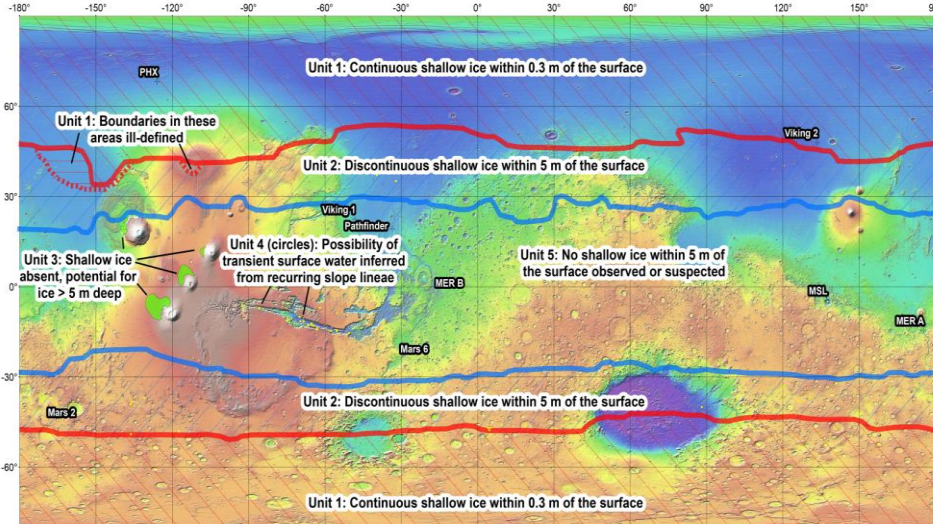 -180° -150° -120° -90° -60° -30° 0° 30° 60° 90° 120° 150°
Unit 1: Continuous shallow ice within 0.3 m of the surface
PHX
60°
Unit 1: Boundaries in these
areas ill-defined
Viking 2
Unit 2: Discontinuous shallow ice within 5 m of the surface
30°
Viking 1
Pathfinder
Unit 4 (circles): Possibility of
transient surface water inferred
from recurring slope lineae
Unit 3: Shallow ice
absent, potential for
ice > 5 m deep
Unit 5: No shallow ice within 5 m of
the surface observed or suspected
0°
MER B
MSL
MER A
Mars 6
-30°
Unit 2: Discontinuous shallow ice within 5 m of the surface
Mars 2
-60°
Unit 1: Continuous shallow ice within 0.3 m of the surface